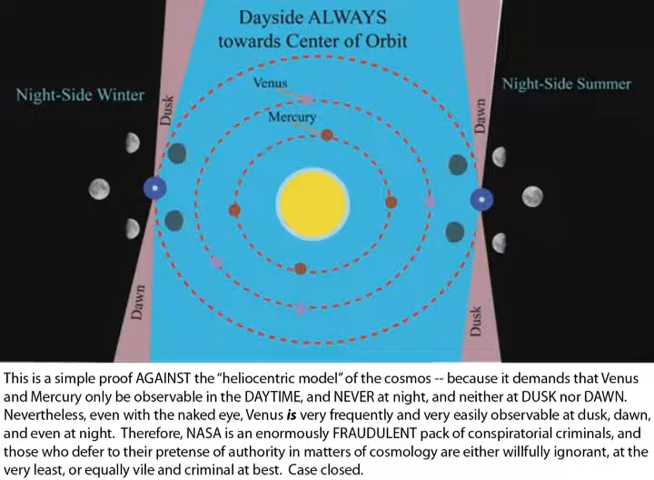 Dayside ALWAYS
towards Center of Orbit
Night-Side Winter
Dusk
Venus
Mercury
Dawn
Night-Side Summer
Dawn
Dusk
This is a simple proof AGAINST the "heliocentric model" of the cosmos -- because it demands that Venus
and Mercury only be observable in the DAYTIME, and NEVER at night, and neither at DUSK nor DAWN.
Nevertheless, even with the naked eye, Venus is very frequently and very easily observable at dusk, dawn,
and even at night. Therefore, NASA is an enormously FRAUDULENT pack of conspiratorial criminals, and
those who defer to their pretense of authority in matters of cosmology are either willfully ignorant, at the
very least, or equally vile and criminal at best. Case closed.